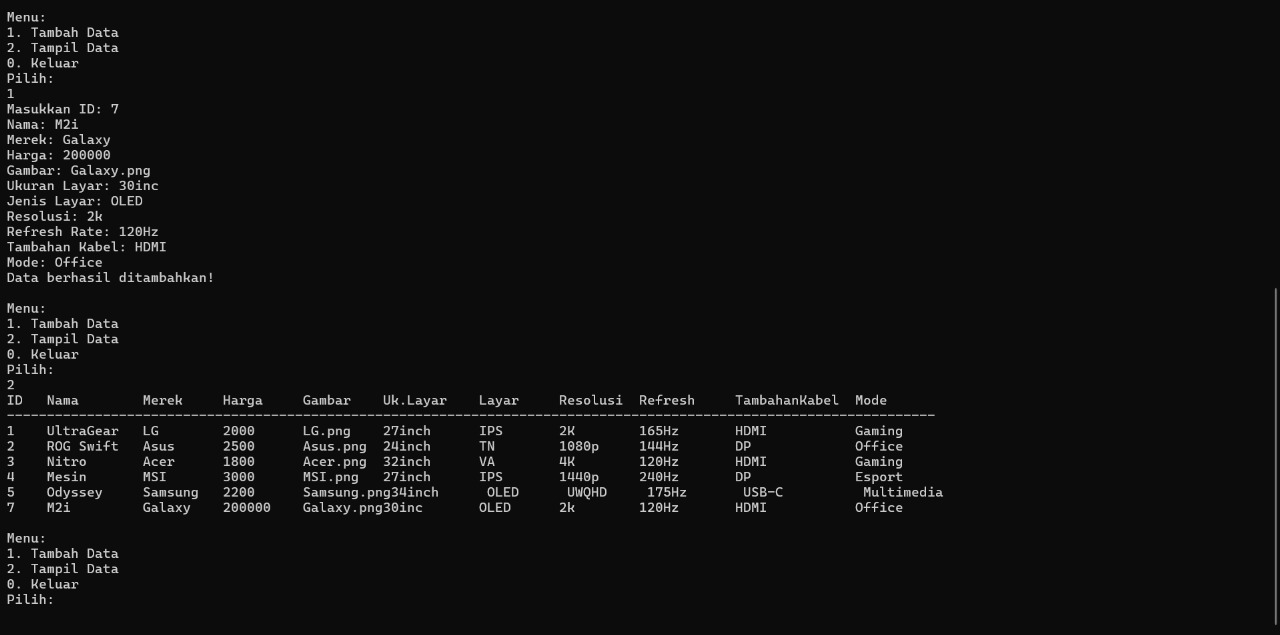 Menu:
1. Tambah Data
2. Tampil Data
0. Keluar
Pilih:
1
Masukkan ID: 7
Nama: M2i
Merek: Galaxy
Harga: 200000
Gambar: Galaxy.png
Ukuran Layar: 30inc
Jenis Layar: OLED
Resolusi: 2k
Refresh Rate: 120Hz
Tambahan Kabel: HDMI
Mode: Office
Data berhasil ditambahkan!

Menu:
1. Tambah Data
2. Tampil Data
0. Keluar
Pilih:
2
ID   Nama        Merek     Harga     Gambar    Uk.Layar    Layar     Resolusi  Refresh     TambahanKabel  Mode
--------------------------------------------------------------------------------------------------------------------
1    UltraGear   LG        2000      LG.png    27inch      IPS       2K        165Hz       HDMI           Gaming
2    ROG Swift   Asus      2500      Asus.png  24inch      TN        1080p     144Hz       DP             Office
3    Nitro       Acer      1800      Acer.png  32inch      VA        4K        120Hz       HDMI           Gaming
4    Mesin       MSI       3000      MSI.png   27inch      IPS       1440p     240Hz       DP             Esport
5    Odyssey     Samsung   2200      Samsung.png34inch      OLED      UWQHD     175Hz       USB-C          Multimedia
7    M2i         Galaxy    200000    Galaxy.png30inc       OLED      2k        120Hz       HDMI           Office

Menu:
1. Tambah Data
2. Tampil Data
0. Keluar
Pilih: